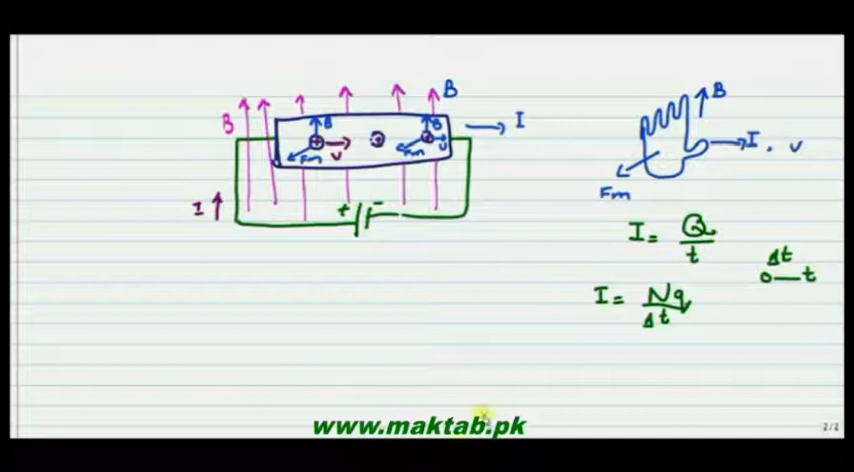 B B I
B B
Fm v Fm v
I + -
B
I, v
Fm
I = Q/t
Δt
o—t
I = Nq/Δt
www.maktab.pk
2/2